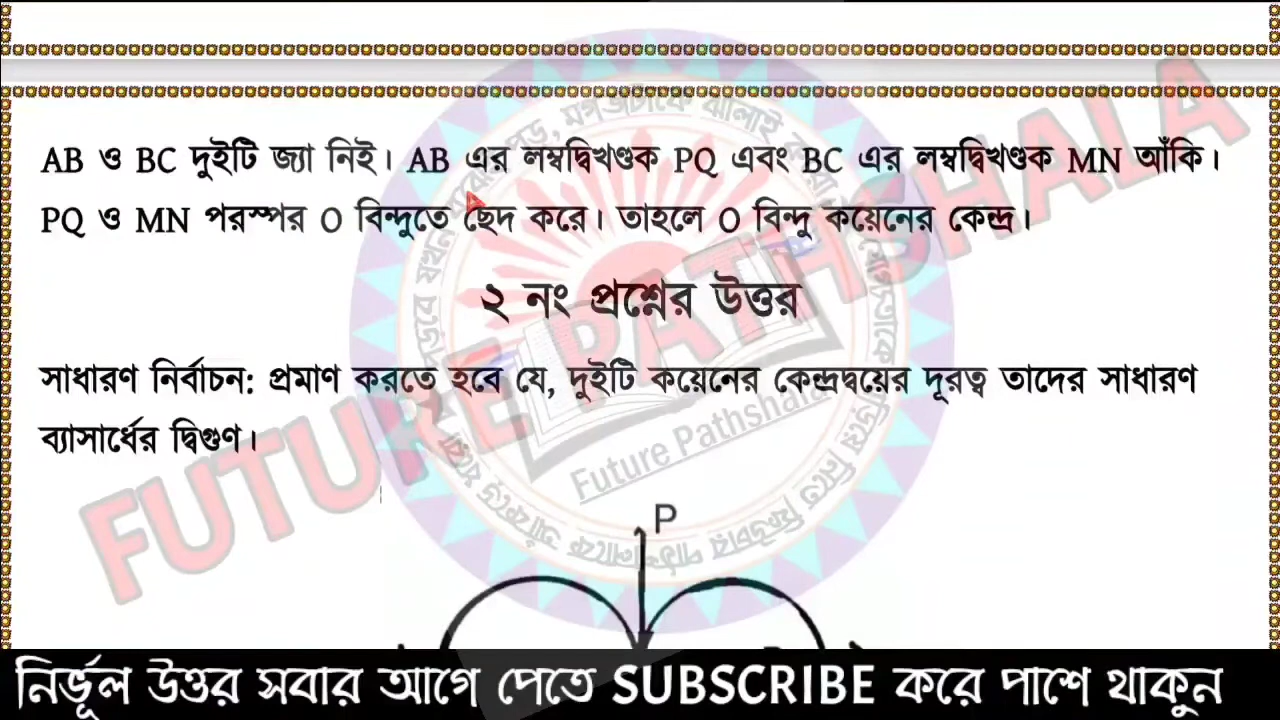 AB ও BC দুইটি জ্যা নিই। AB এর লম্বদ্বিখণ্ডক PQ এবং BC এর লম্বদ্বিখণ্ডক MN আঁকি।
PQ ও MN পরস্পর O বিন্দুতে ছেদ করে। তাহলে O বিন্দু কয়েনের কেন্দ্র।
২ নং প্রশ্নের উত্তর
সাধারণ নির্বাচন: প্রমাণ করতে হবে যে, দুইটি কয়েনের কেন্দ্রদ্বয়ের দূরত্ব তাদের সাধারণ
ব্যাসার্ধের দ্বিগুণ।
FUTURE PATHSHALA
Future Pathshala
P
নির্ভূল উত্তর সবার আগে পেতে SUBSCRIBE করে পাশে থাকুন